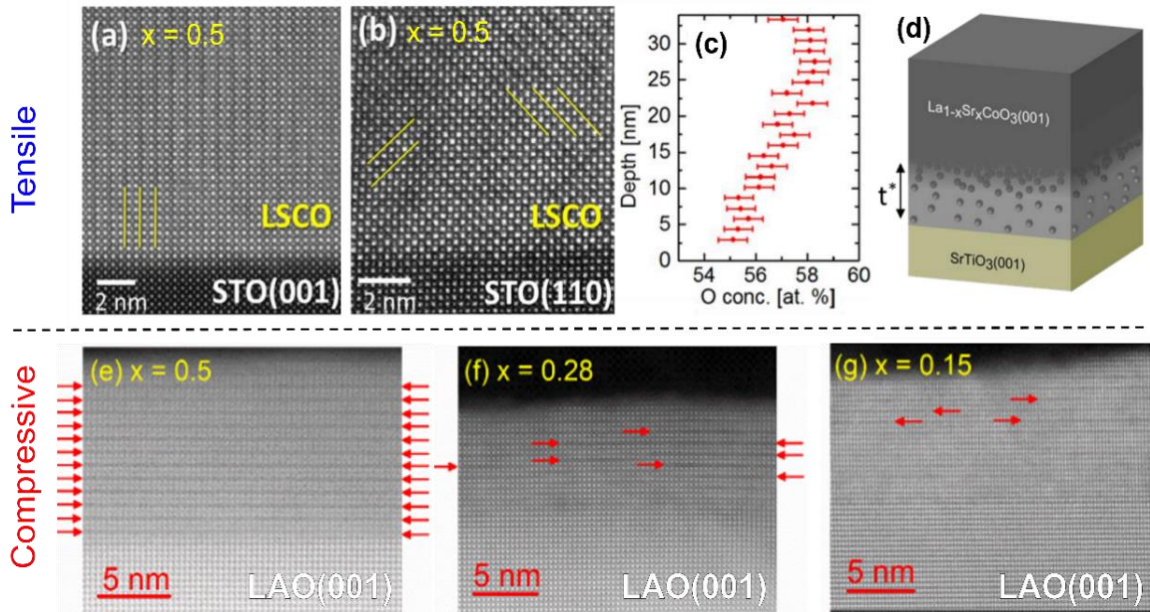 Tensile
(a) x = 0.5
LSCO
2 nm
STO(001)
(b) x = 0.5
LSCO
2 nm
STO(110)
(c)
Depth [nm]
30
25
20
15
10
5
0
54 56 58 60
O conc. [at. %]
(d)
La1-xSrxCoO3(001)
t*
SrTiO3(001)
Compressive
(e) x = 0.5
5 nm
LAO(001)
(f) x = 0.28
5 nm
LAO(001)
(g) x = 0.15
5 nm
LAO(001)